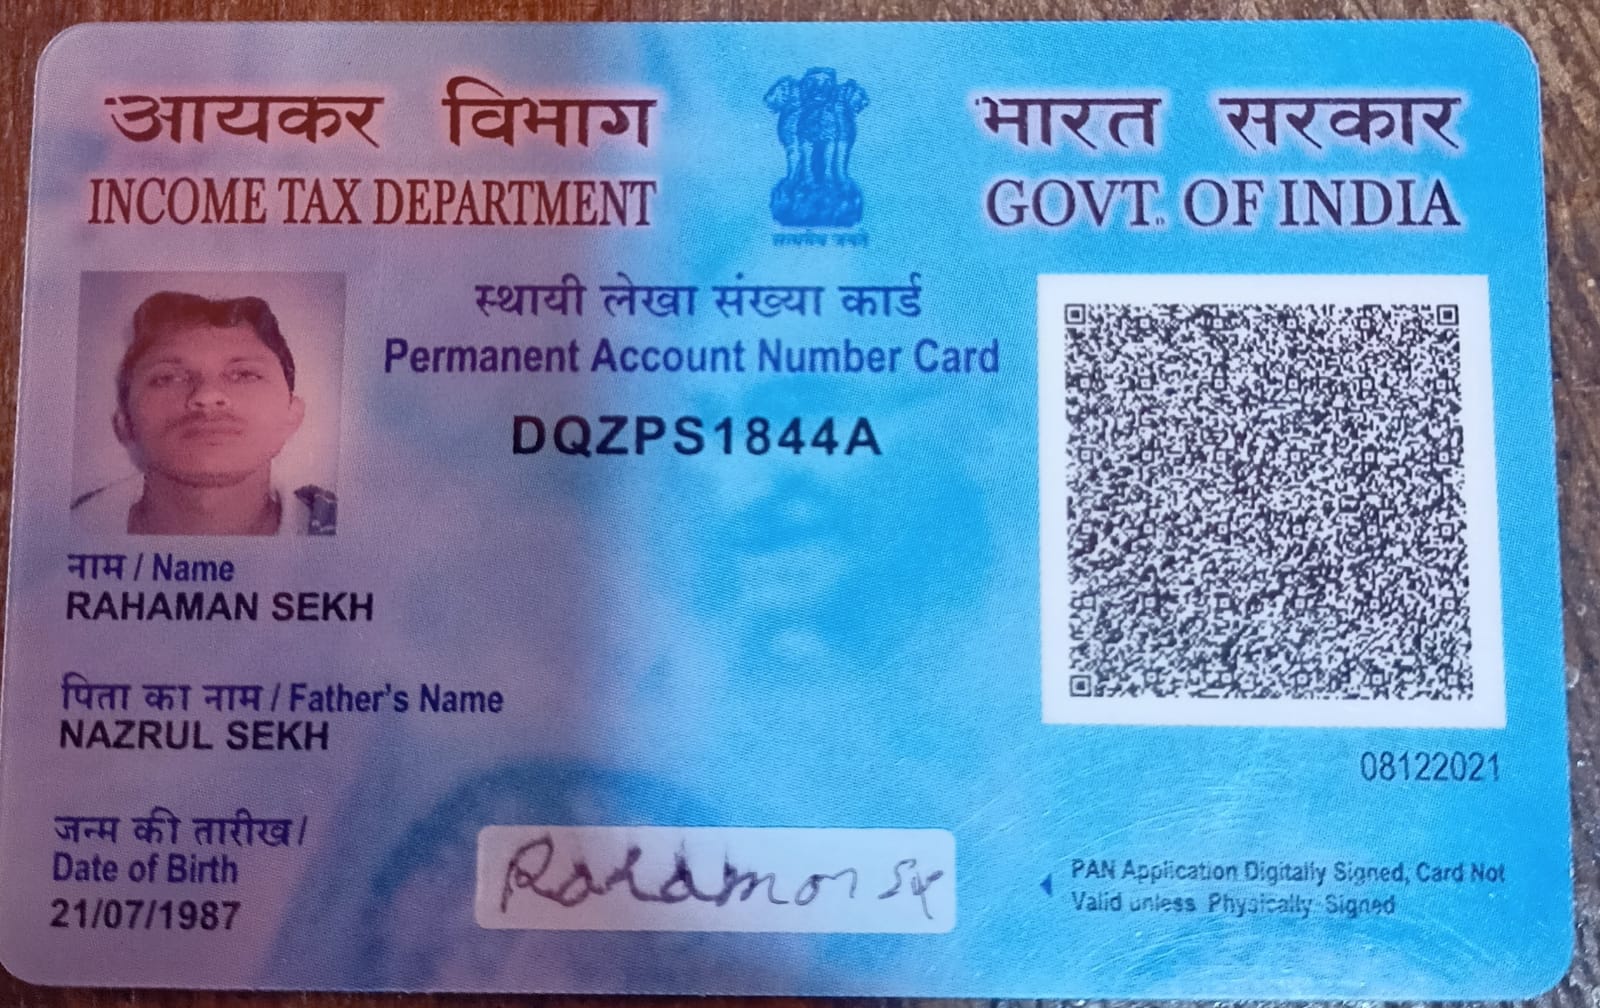 आयकर विभाग
INCOME TAX DEPARTMENT
भारत सरकार
GOVT. OF INDIA
स्थायी लेखा संख्या कार्ड
Permanent Account Number Card
DQZPS1844A
नाम / Name
RAHAMAN SEKH
पिता का नाम / Father's Name
NAZRUL SEKH
08122021
जन्म की तारीख /
Date of Birth
21/07/1987
Rahaman Sk
PAN Application Digitally Signed, Card Not
Valid unless Physically Signed